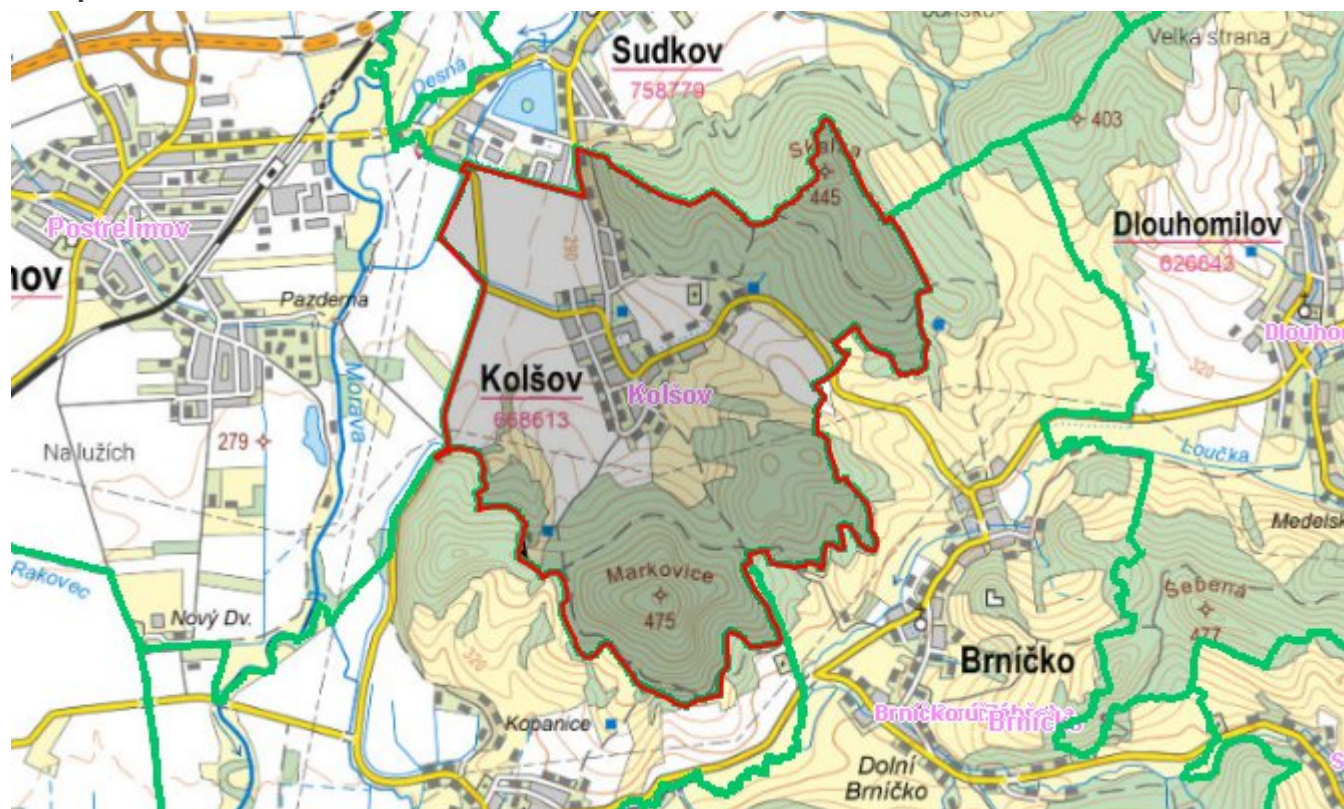 Sudkov
758779
Desná
Velká strana
403
Skalka
445
Dlouhomilov
626643
Postřelmov
290
Pazderna
Morava
Kolšov
668613
Kolšov
320
279
Na lužích
Loučka
Medelsk
Rakovec
Markovice
475
Šebena
477
Nový Dv.
320
Brníčko
Kopanice
Dolní
Brníčko